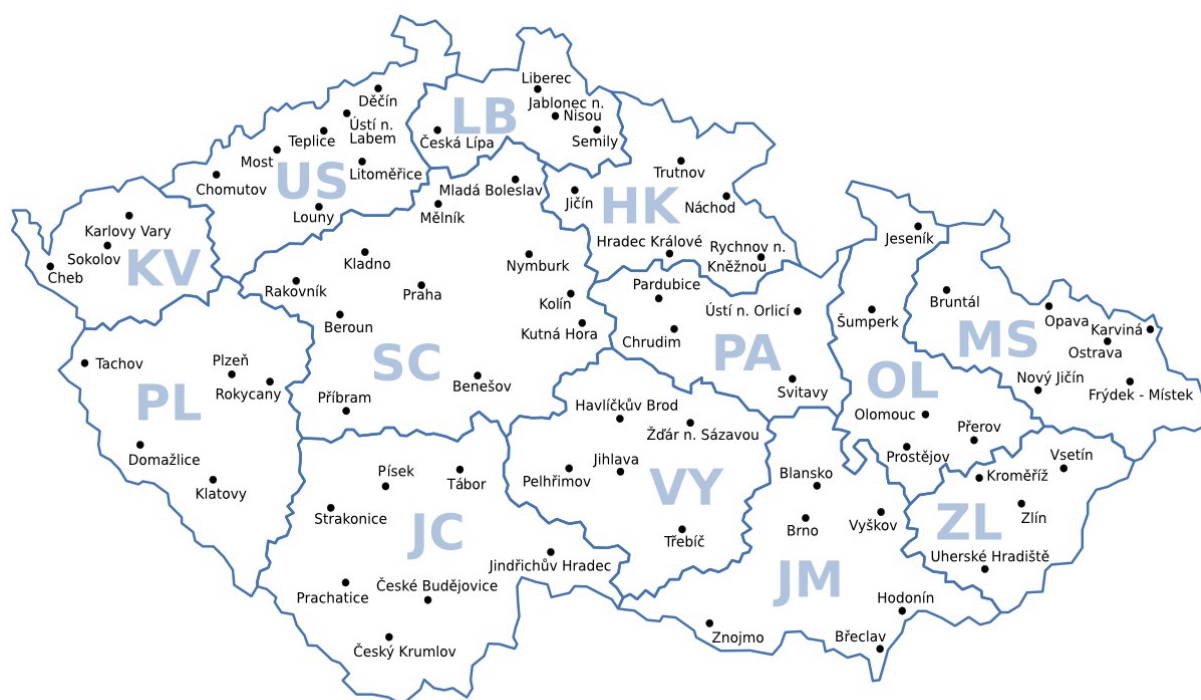 Liberec
Děčín
LB
Jablonec n.
Nisou
Ústí n.
Labem
Teplice
Česká Lípa
Semily
Most
US
Litoměřice
Trutnov
Chomutov
Mladá Boleslav
Jičín
HK
Náchod
Louny
Mělník
Karlovy Vary
Jeseník
Sokolov
Hradec Králové
Rychnov n.
Kněžnou
KV
Cheb
Kladno
Nymburk
Rakovník
Praha
Pardubice
Bruntál
Kolín
Ústí n. Orlicí
Šumperk
Opava
Beroun
Kutná Hora
Chrudim
MS
Karviná
Ostrava
PA
Tachov
Plzeň
SC
OL
Rokycany
Benešov
Svitavy
Nový Jičín
Frýdek - Místek
PL
Příbram
Havlíčkův Brod
Olomouc
Žďár n. Sázavou
Přerov
Domažlice
Prostějov
Vsetín
Písek
Jihlava
Blansko
Kroměříž
Klatovy
Tábor
Pelhřimov
VY
Strakonice
Brno
Vyškov
ZL
Zlín
JC
Třebíč
Uherské Hradiště
Jindřichův Hradec
JM
Prachatice
České Budějovice
Hodonín
Znojmo
Břeclav
Český Krumlov